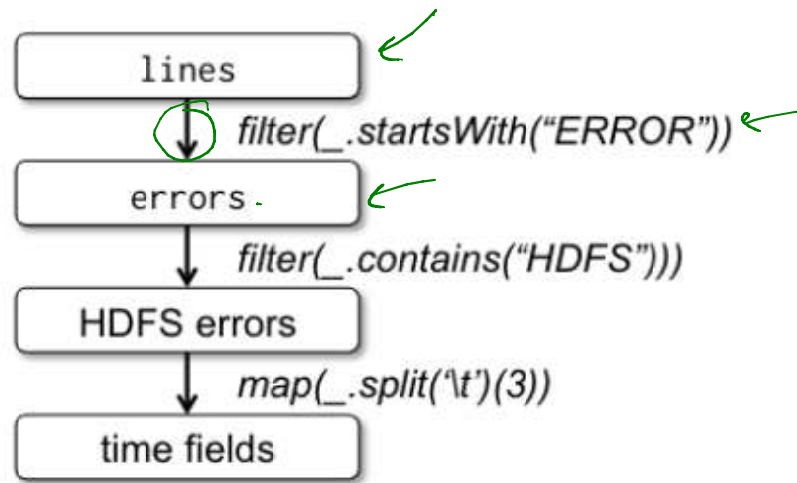 lines
filter(_.startsWith(“ERROR”))
errors
filter(_.contains(“HDFS”)))
HDFS errors
map(_.split(‘\t’)(3))
time fields